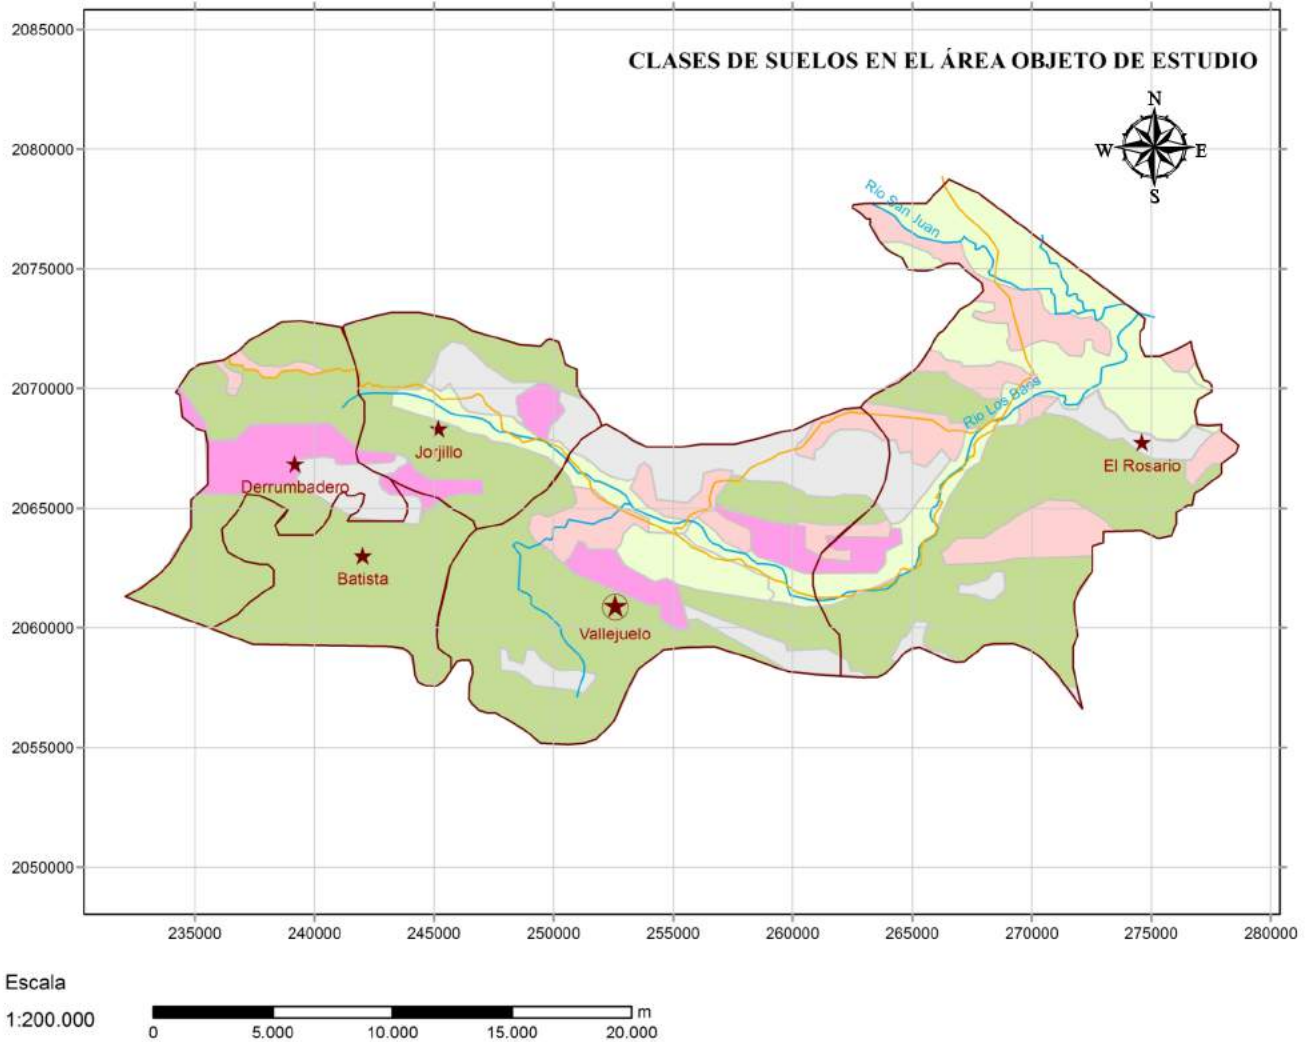 2085000
CLASES DE SUELOS EN EL ÁREA OBJETO DE ESTUDIO
N
2080000
W
E
S
Río San Juan
2075000
2070000
Rio Los Baos
Jorjillo
El Rosario
Derrumbadero
2065000
Batista
Vallejuelo
2060000
2055000
2050000
235000 240000 245000 250000 255000 260000 265000 270000 275000 280000
Escala
1:200.000
m
0 5.000 10.000 15.000 20.000